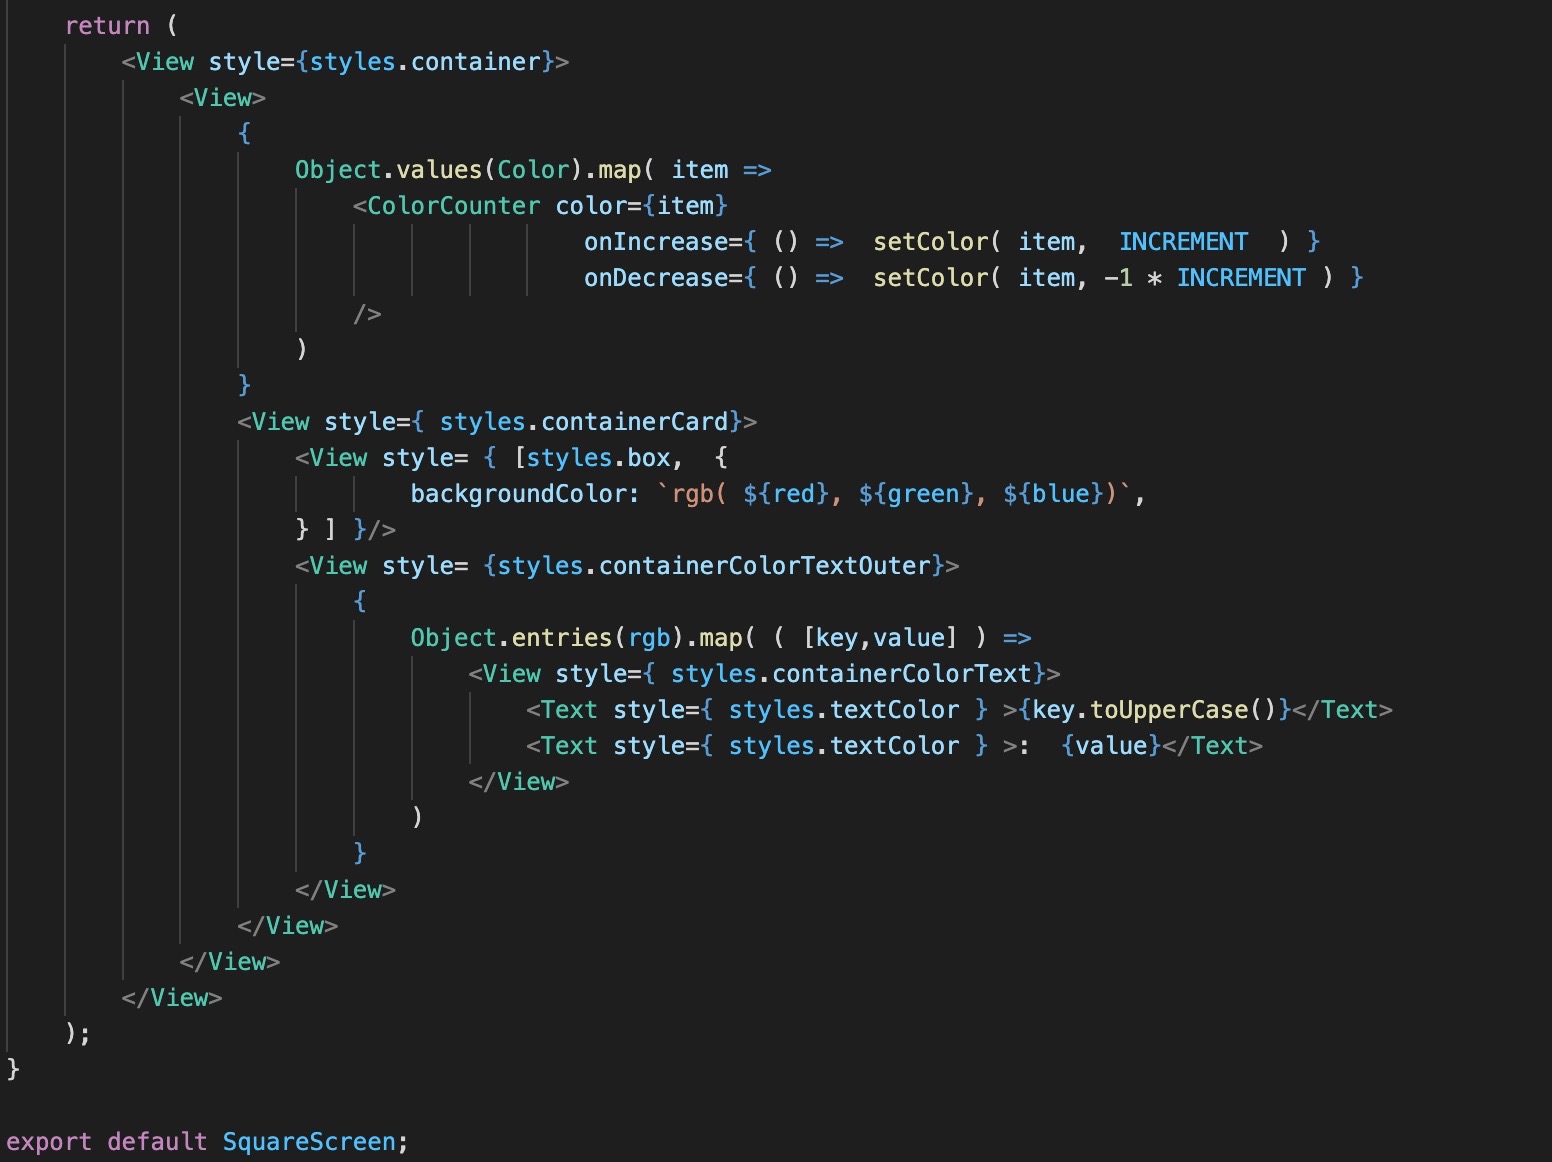 return (
<View style={styles.container}>
<View>
{
Object.values(Color).map( item =>
<ColorCounter color={item}
onIncrease={ () =>  setColor( item,  INCREMENT  ) }
onDecrease={ () =>  setColor( item, -1 * INCREMENT ) }
/>
)
}
<View style={ styles.containerCard}>
<View style= { [styles.box,  {
backgroundColor: `rgb( ${red}, ${green}, ${blue})`,
} ] }/>
<View style= {styles.containerColorTextOuter}>
{
Object.entries(rgb).map( ( [key,value] ) =>
<View style={ styles.containerColorText}>
<Text style={ styles.textColor } >{key.toUpperCase()}</Text>
<Text style={ styles.textColor } >:  {value}</Text>
</View>
)
}
</View>
</View>
</View>
</View>
);
}
export default SquareScreen;